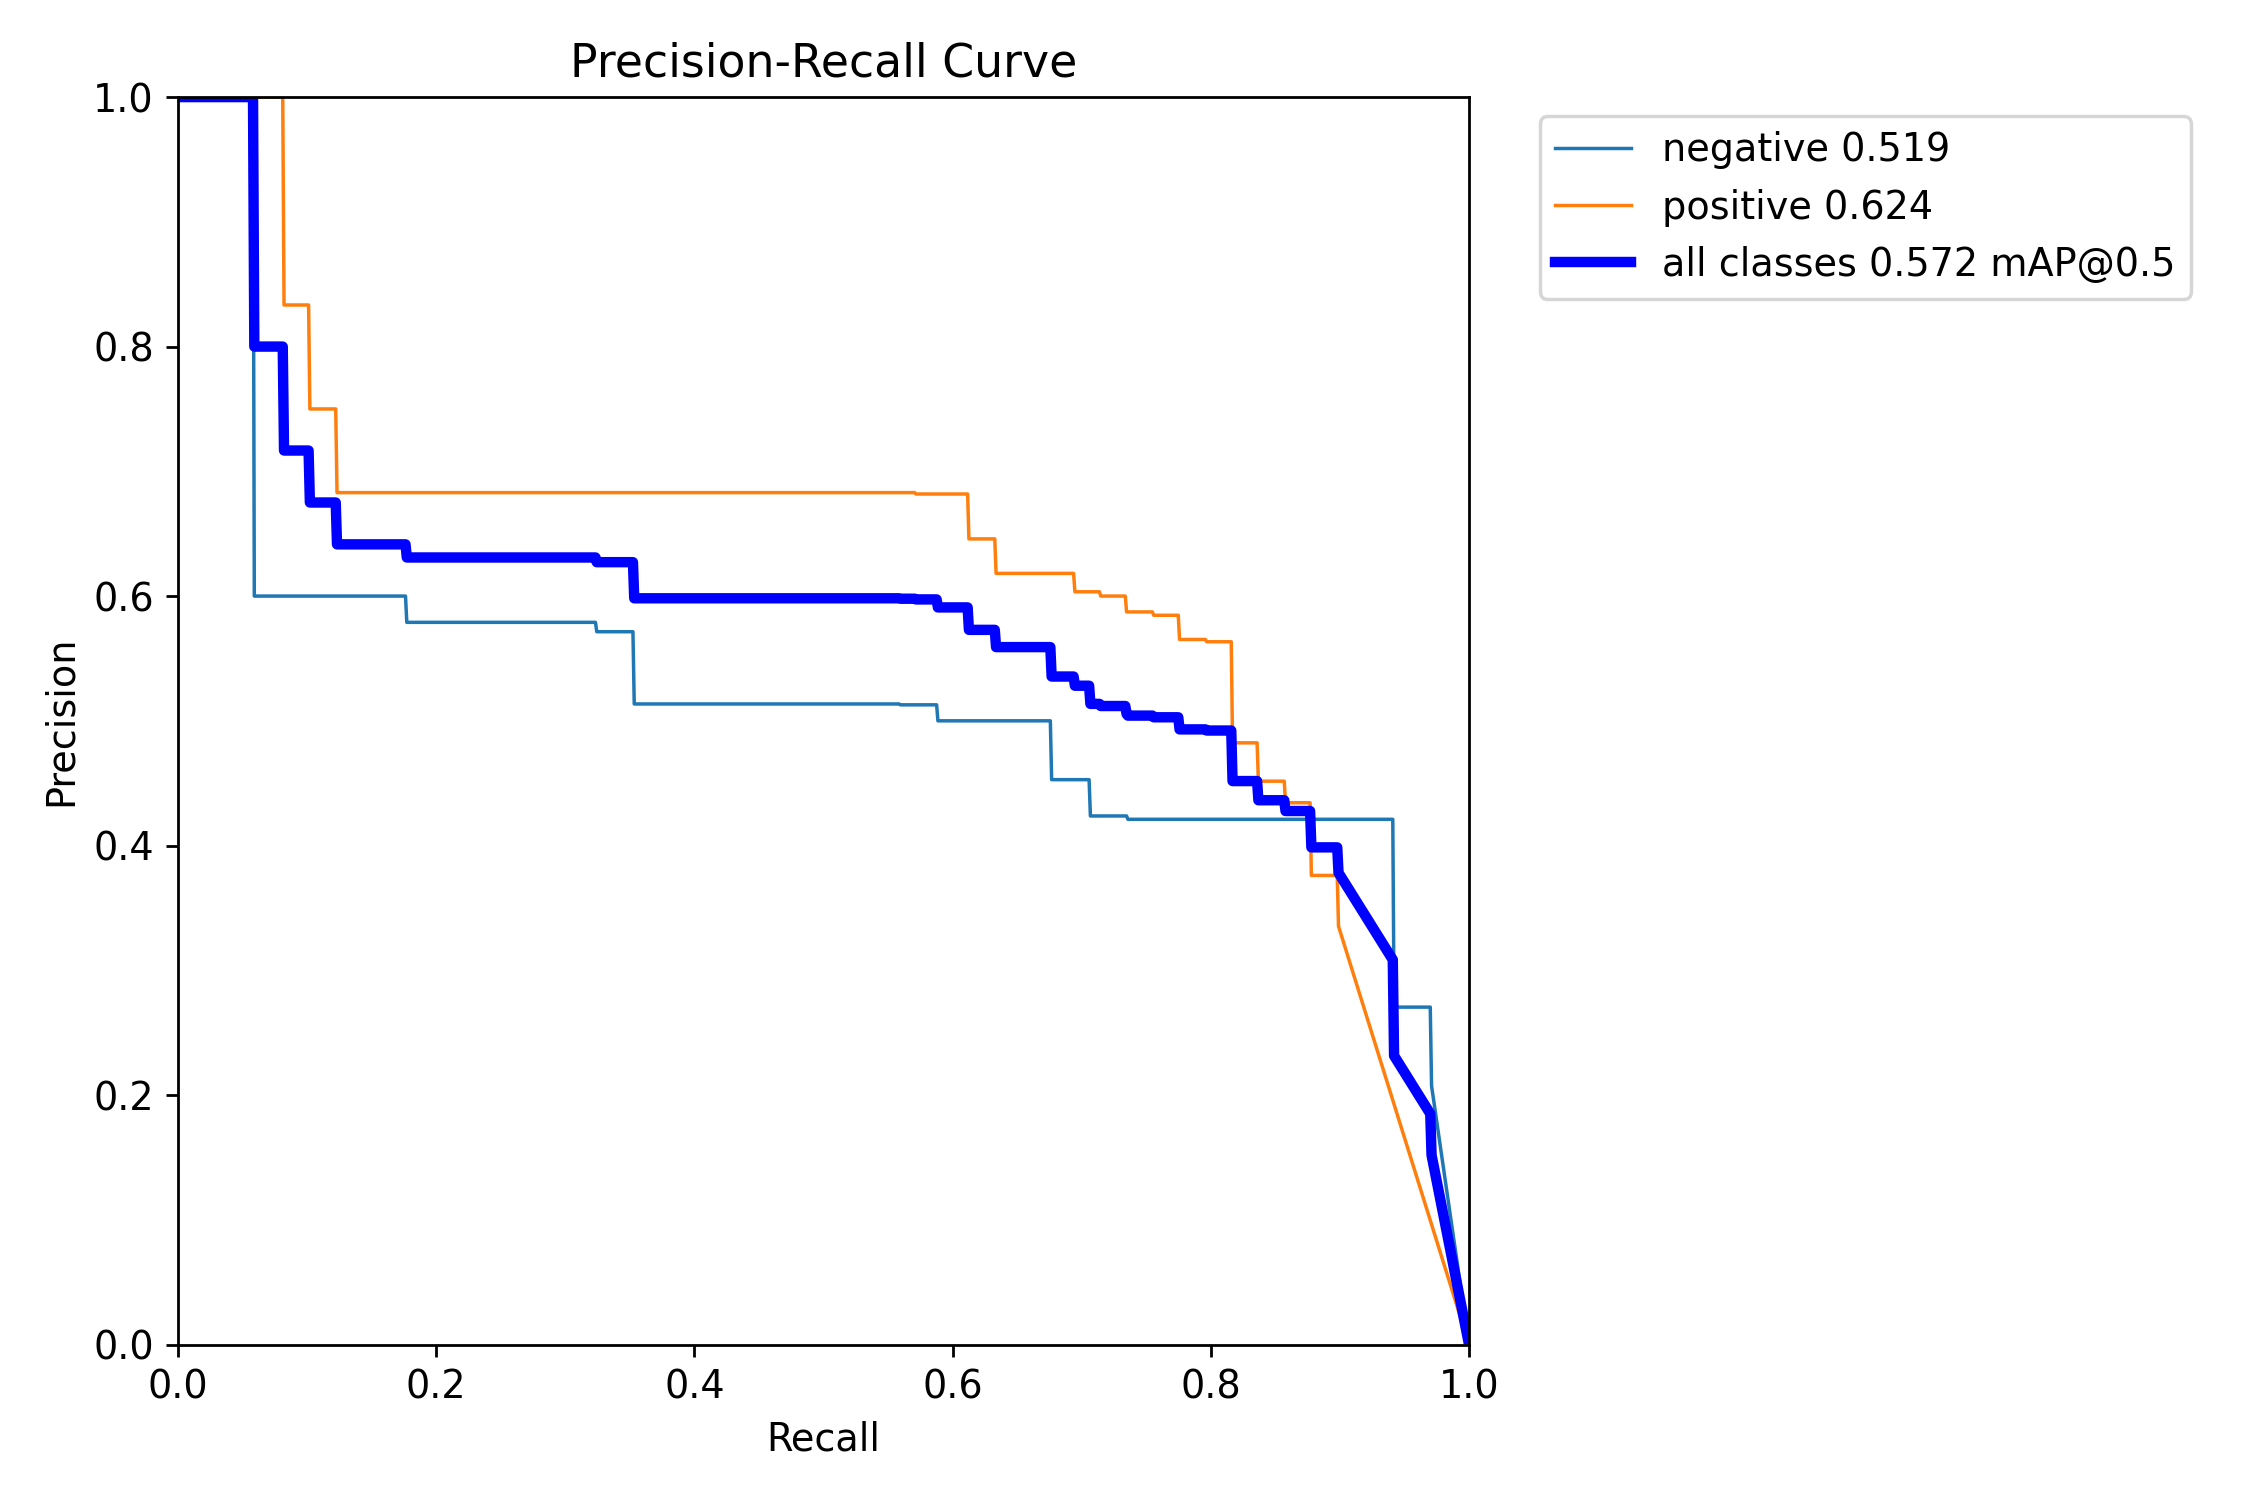 Precision-Recall Curve
1.0
0.8
0.6
0.4
0.2
0.0
Precision
0.0 0.2 0.4 0.6 0.8 1.0
Recall
negative 0.519
positive 0.624
all classes 0.572 mAP@0.5